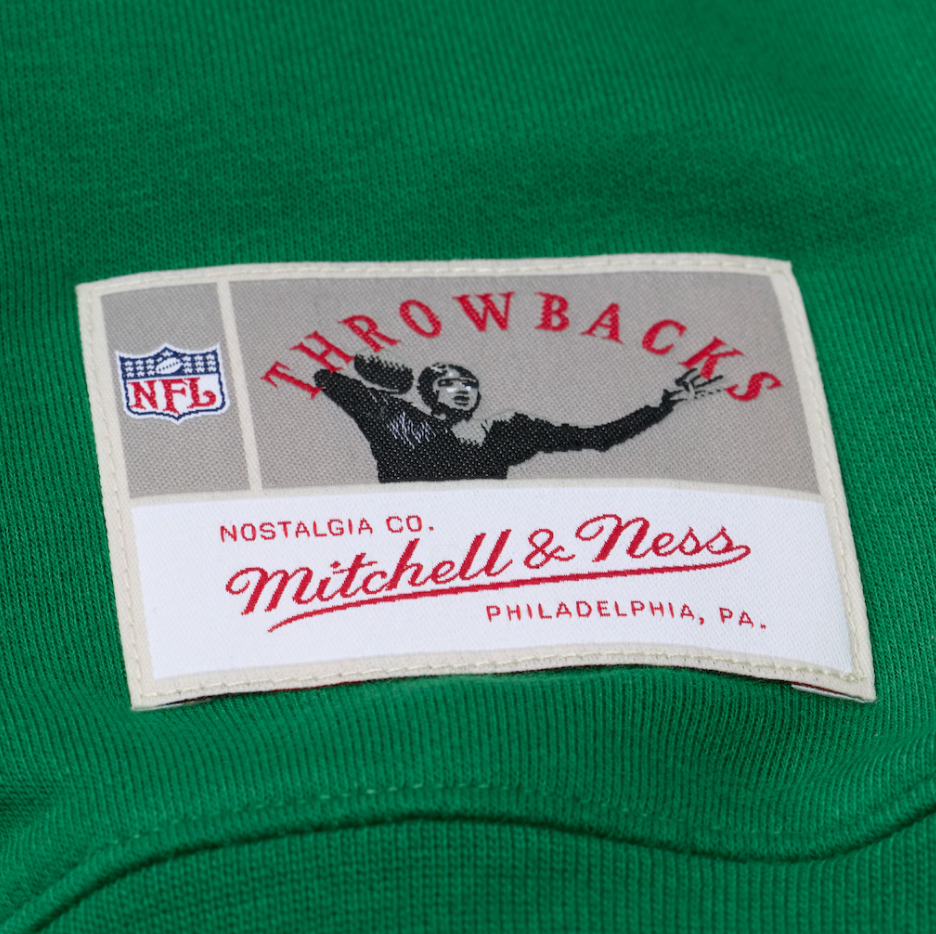 THROWBACKS
NFL
NOSTALGIA CO.
Mitchell & Ness
PHILADELPHIA, PA.